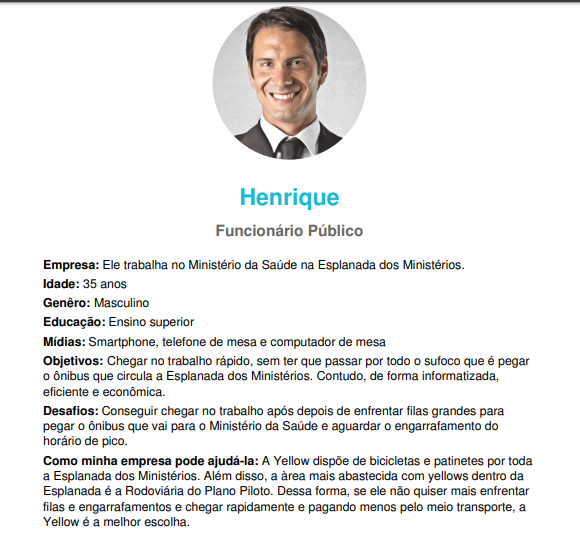 Henrique
Funcionário Público
Empresa: Ele trabalha no Ministério da Saúde na Esplanada dos Ministérios.
Idade: 35 anos
Genêro: Masculino
Educação: Ensino superior
Mídias: Smartphone, telefone de mesa e computador de mesa
Objetivos: Chegar no trabalho rápido, sem ter que passar por todo o sufoco que é pegar
o ônibus que circula a Esplanada dos Ministérios. Contudo, de forma informatizada,
eficiente e econômica.
Desafios: Conseguir chegar no trabalho após depois de enfrentar filas grandes para
pegar o ônibus que vai para o Ministério da Saúde e aguardar o engarrafamento do
horário de pico.
Como minha empresa pode ajudá-la: A Yellow dispõe de bicicletas e patinetes por toda
a Esplanada dos Ministérios. Além disso, a àrea mais abastecida com yellows dentro da
Esplanada é a Rodoviária do Plano Piloto. Dessa forma, se ele não quiser mais enfrentar
filas e engarrafamentos e chegar rapidamente e pagando menos pelo meio transporte, a
Yellow é a melhor escolha.